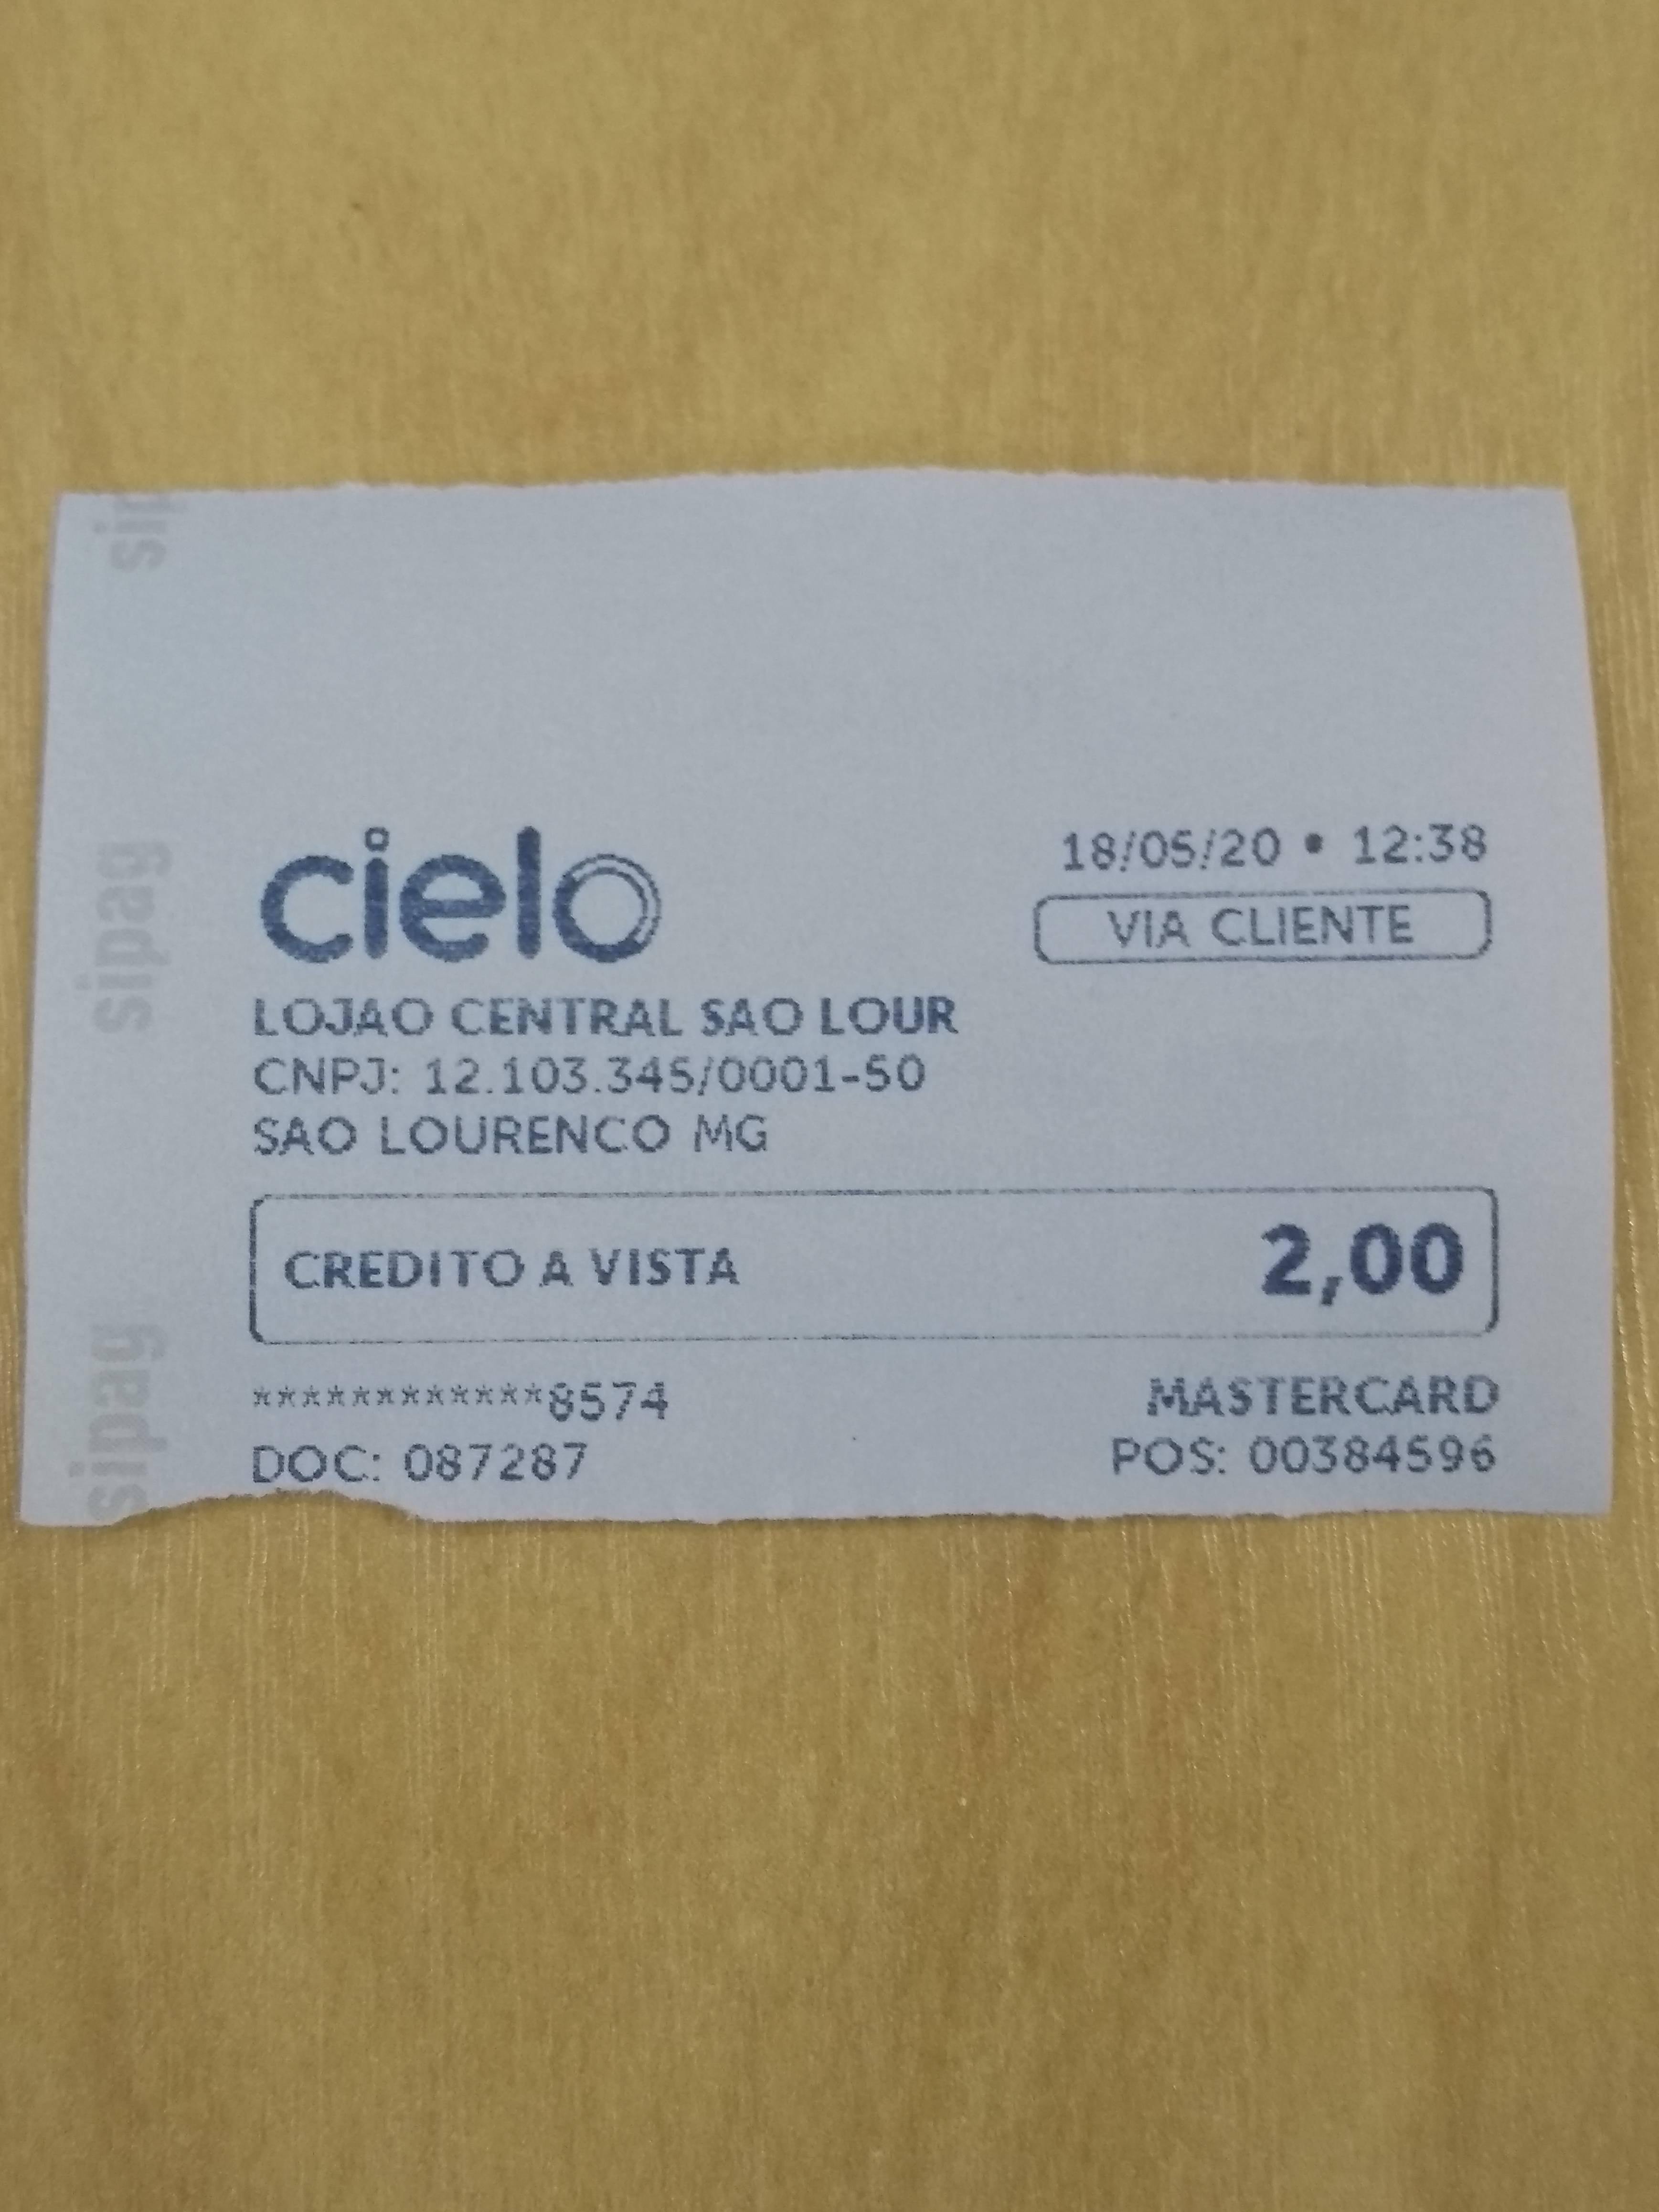 cielo
18/05/20 • 12:38
VIA CLIENTE
LOJAO CENTRAL SAO LOUR
CNPJ: 12.103.345/0001-50
SAO LOURENCO MG
CREDITO A VISTA 2,00
************8574 MASTERCARD
DOC: 087287 POS: 00384596
sip
sipag
sipag